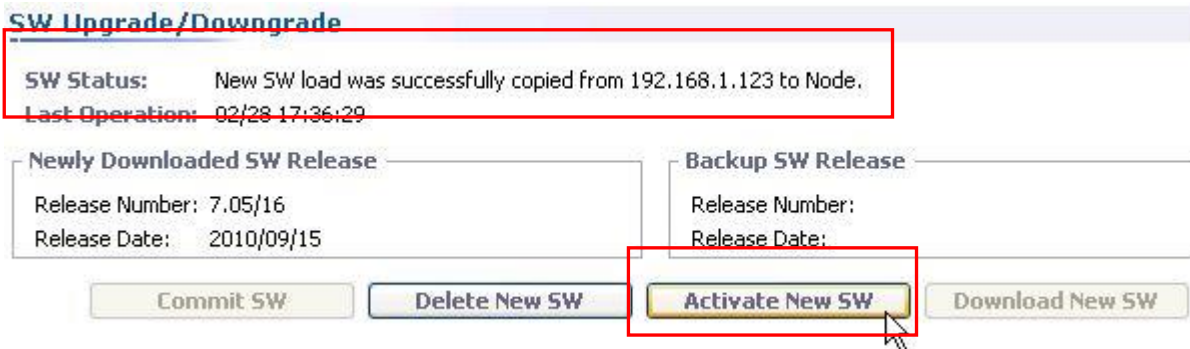 SW Upgrade/Downgrade
SW Status: New SW load was successfully copied from 192.168.1.123 to Node.
Last Operation: 02/28 17:36:29
Newly Downloaded SW Release
Release Number: 7.05/16
Release Date: 2010/09/15
Backup SW Release
Release Number:
Release Date:
Commit SW
Delete New SW
Activate New SW
Download New SW